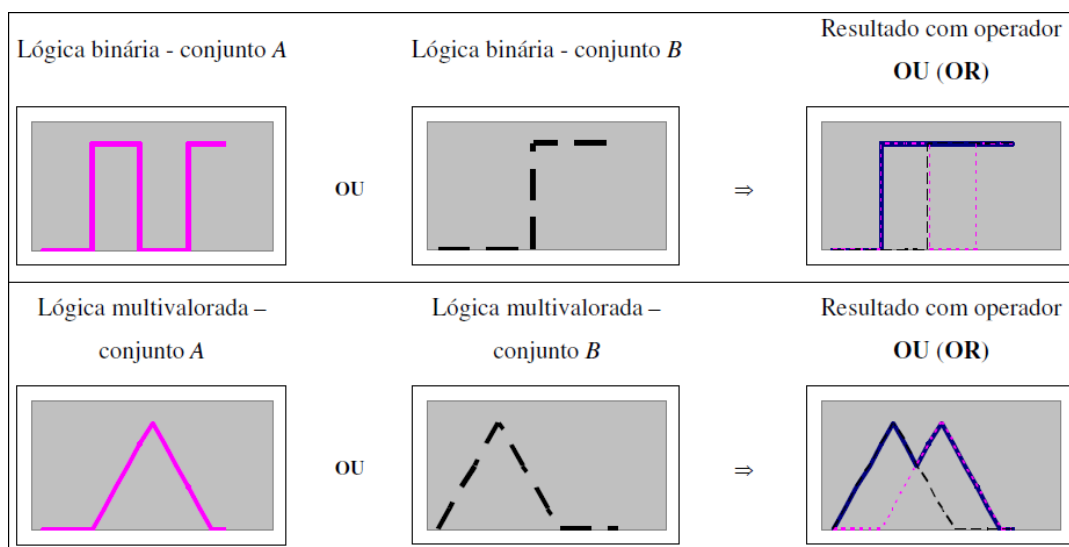 Lógica binária - conjunto A
Lógica binária - conjunto B
Resultado com operador
OU (OR)
OU
⇒
Lógica multivalorada –
conjunto A
Lógica multivalorada –
conjunto B
Resultado com operador
OU (OR)
OU
⇒